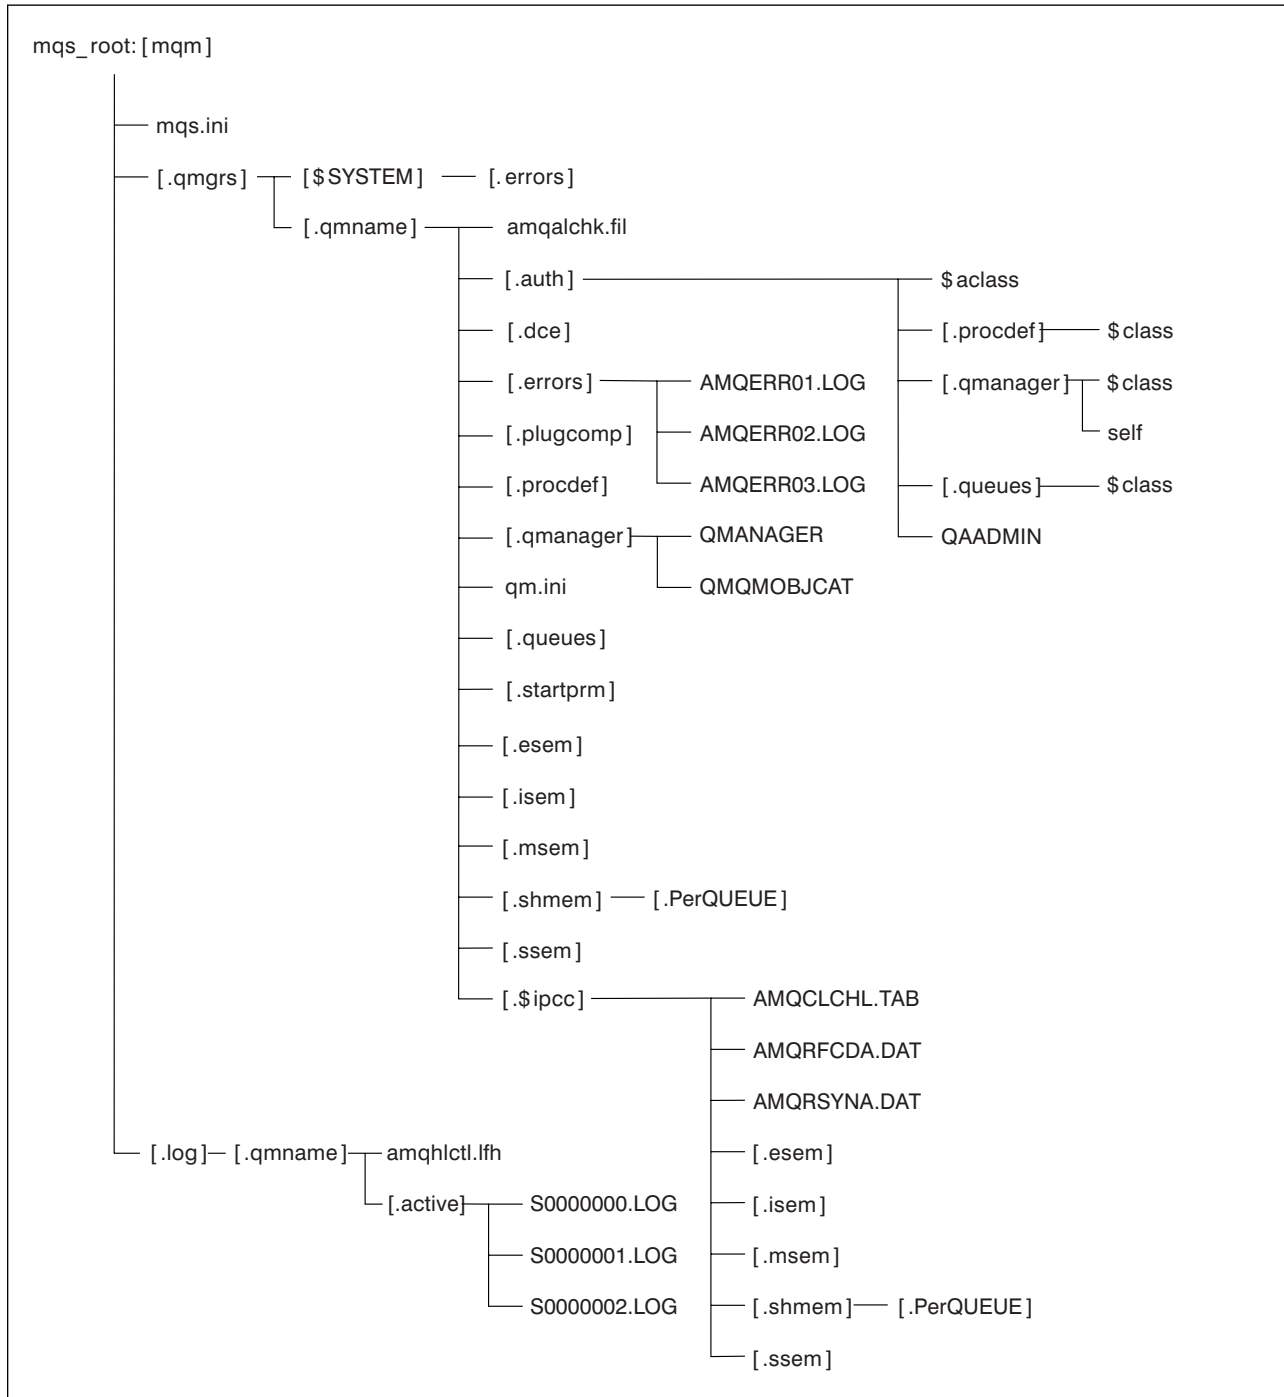 mqs_root:[mqm]
mqs.ini
[.qmgrs] [$SYSTEM] [.errors]
[.qmname] amqalchk.fil
[.auth] $aclass
[.dce] [.procdef] $class
[.errors] AMQERR01.LOG [.qmanager] $class
[.plugcomp] AMQERR02.LOG self
[.procdef] AMQERR03.LOG [.queues] $class
[.qmanager] QMANAGER QAADMIN
qm.ini QMQMOBJCAT
[.queues]
[.startprm]
[.esem]
[.isem]
[.msem]
[.shmem] [.PerQUEUE]
[.ssem]
[.$ipcc] AMQCLCHL.TAB
AMQRFCDA.DAT
AMQRSYNA.DAT
[.log] [.qmname] amqhlctl.lfh [.esem]
[.active] S0000000.LOG [.isem]
S0000001.LOG [.msem]
S0000002.LOG [.shmem] [.PerQUEUE]
[.ssem]